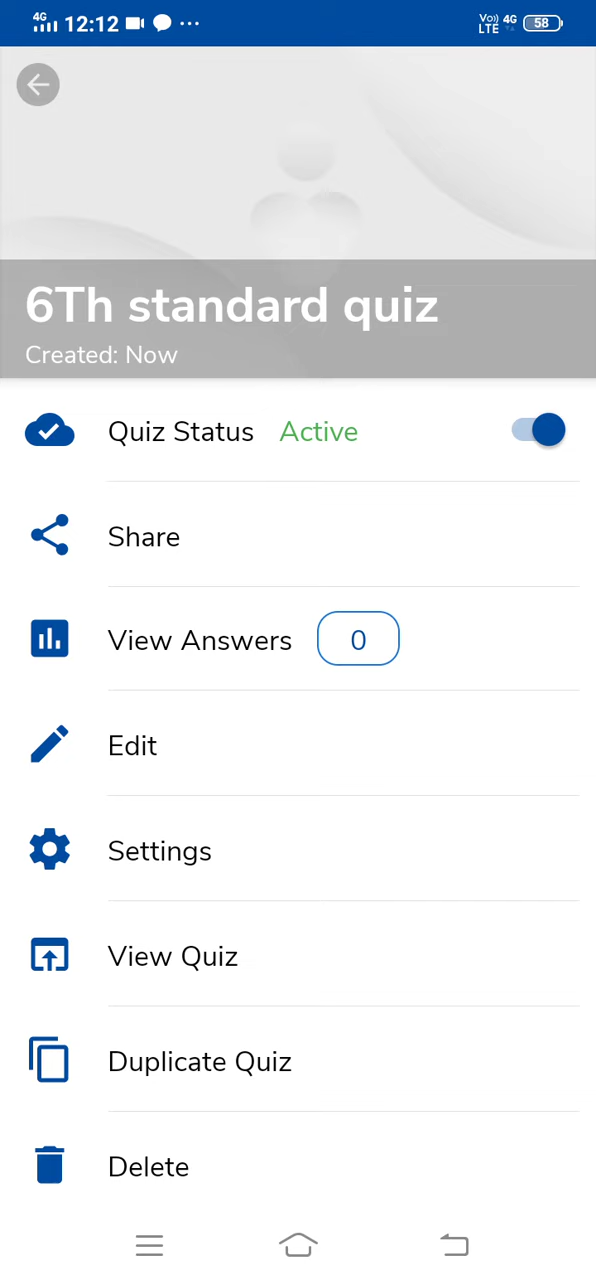 4G 12:12 ... Vo) LTE 4G 58
6Th standard quiz
Created: Now
Quiz Status Active
Share
View Answers 0
Edit
Settings
View Quiz
Duplicate Quiz
Delete